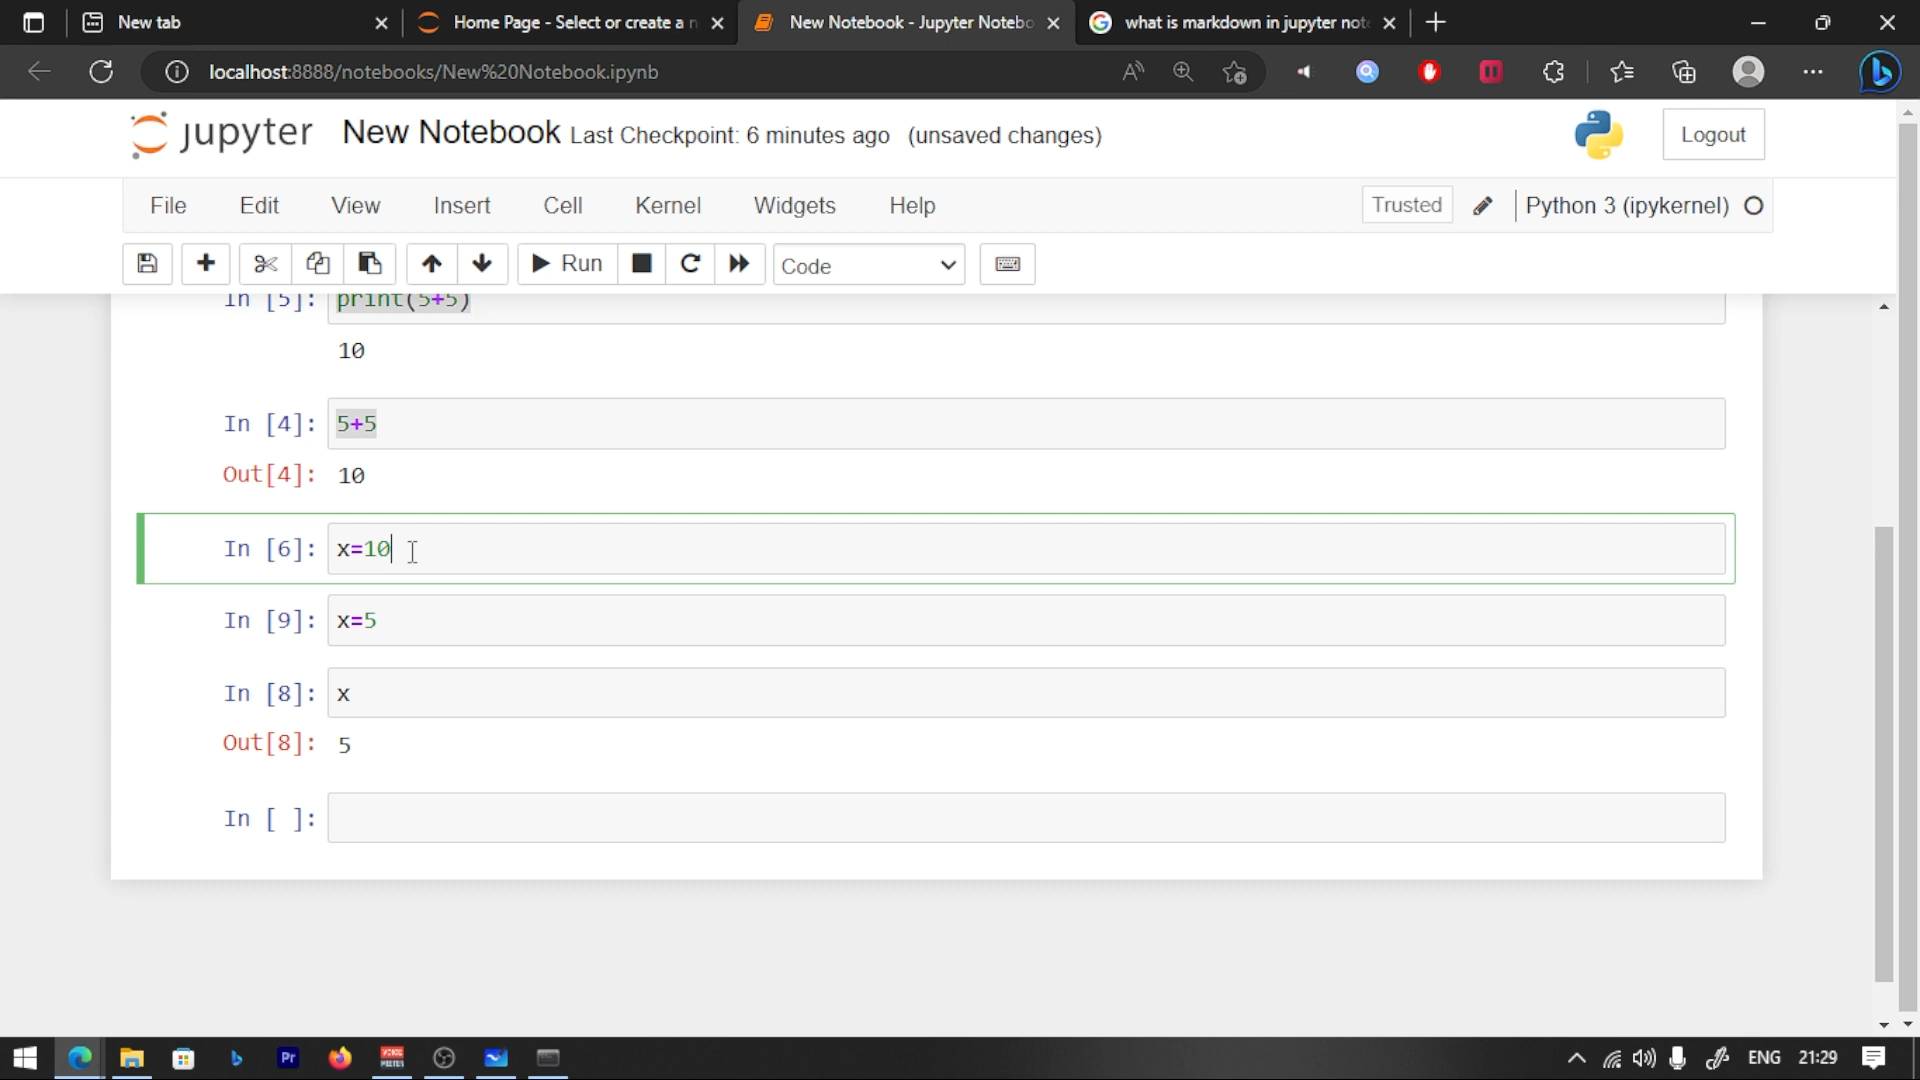 New tab
Home Page - Select or create a n
New Notebook - Jupyter Notebo
what is markdown in jupyter not
localhost:8888/notebooks/New%20Notebook.ipynb
jupyter New Notebook Last Checkpoint: 6 minutes ago (unsaved changes)
Logout
File Edit View Insert Cell Kernel Widgets Help
Trusted Python 3 (ipykernel)
Run
Code
In [5]: print(5+5)
10
In [4]: 5+5
Out[4]: 10
In [6]: x=10
In [9]: x=5
In [8]: x
Out[8]: 5
In [ ]:
Pr
ENG 21:29